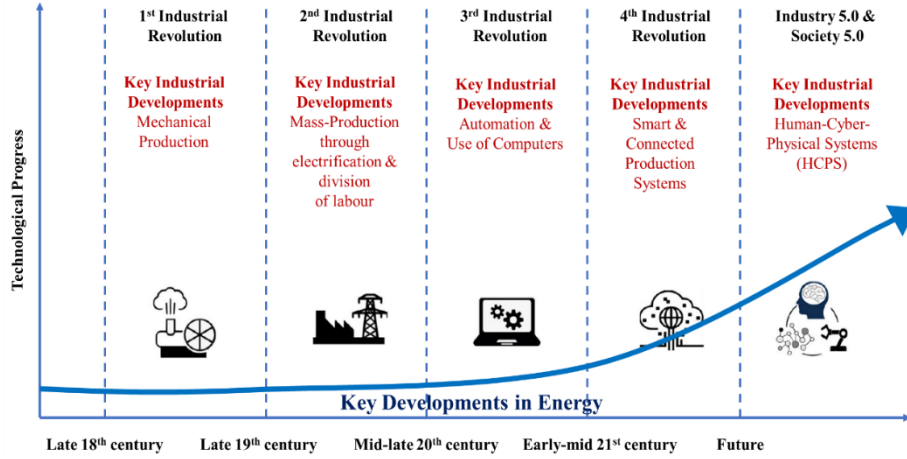 1st Industrial
Revolution
Key Industrial
Developments
Mechanical
Production
2nd Industrial
Revolution
Key Industrial
Developments
Mass-Production
through
electrification &
division
of labour
3rd Industrial
Revolution
Key Industrial
Developments
Automation &
Use of Computers
4th Industrial
Revolution
Key Industrial
Developments
Smart &
Connected
Production
Systems
Industry 5.0 &
Society 5.0
Key Industrial
Developments
Human-Cyber-
Physical Systems
(HCPS)
Technological Progress
Key Developments in Energy
Late 18th century
Late 19th century
Mid-late 20th century
Early-mid 21st century
Future